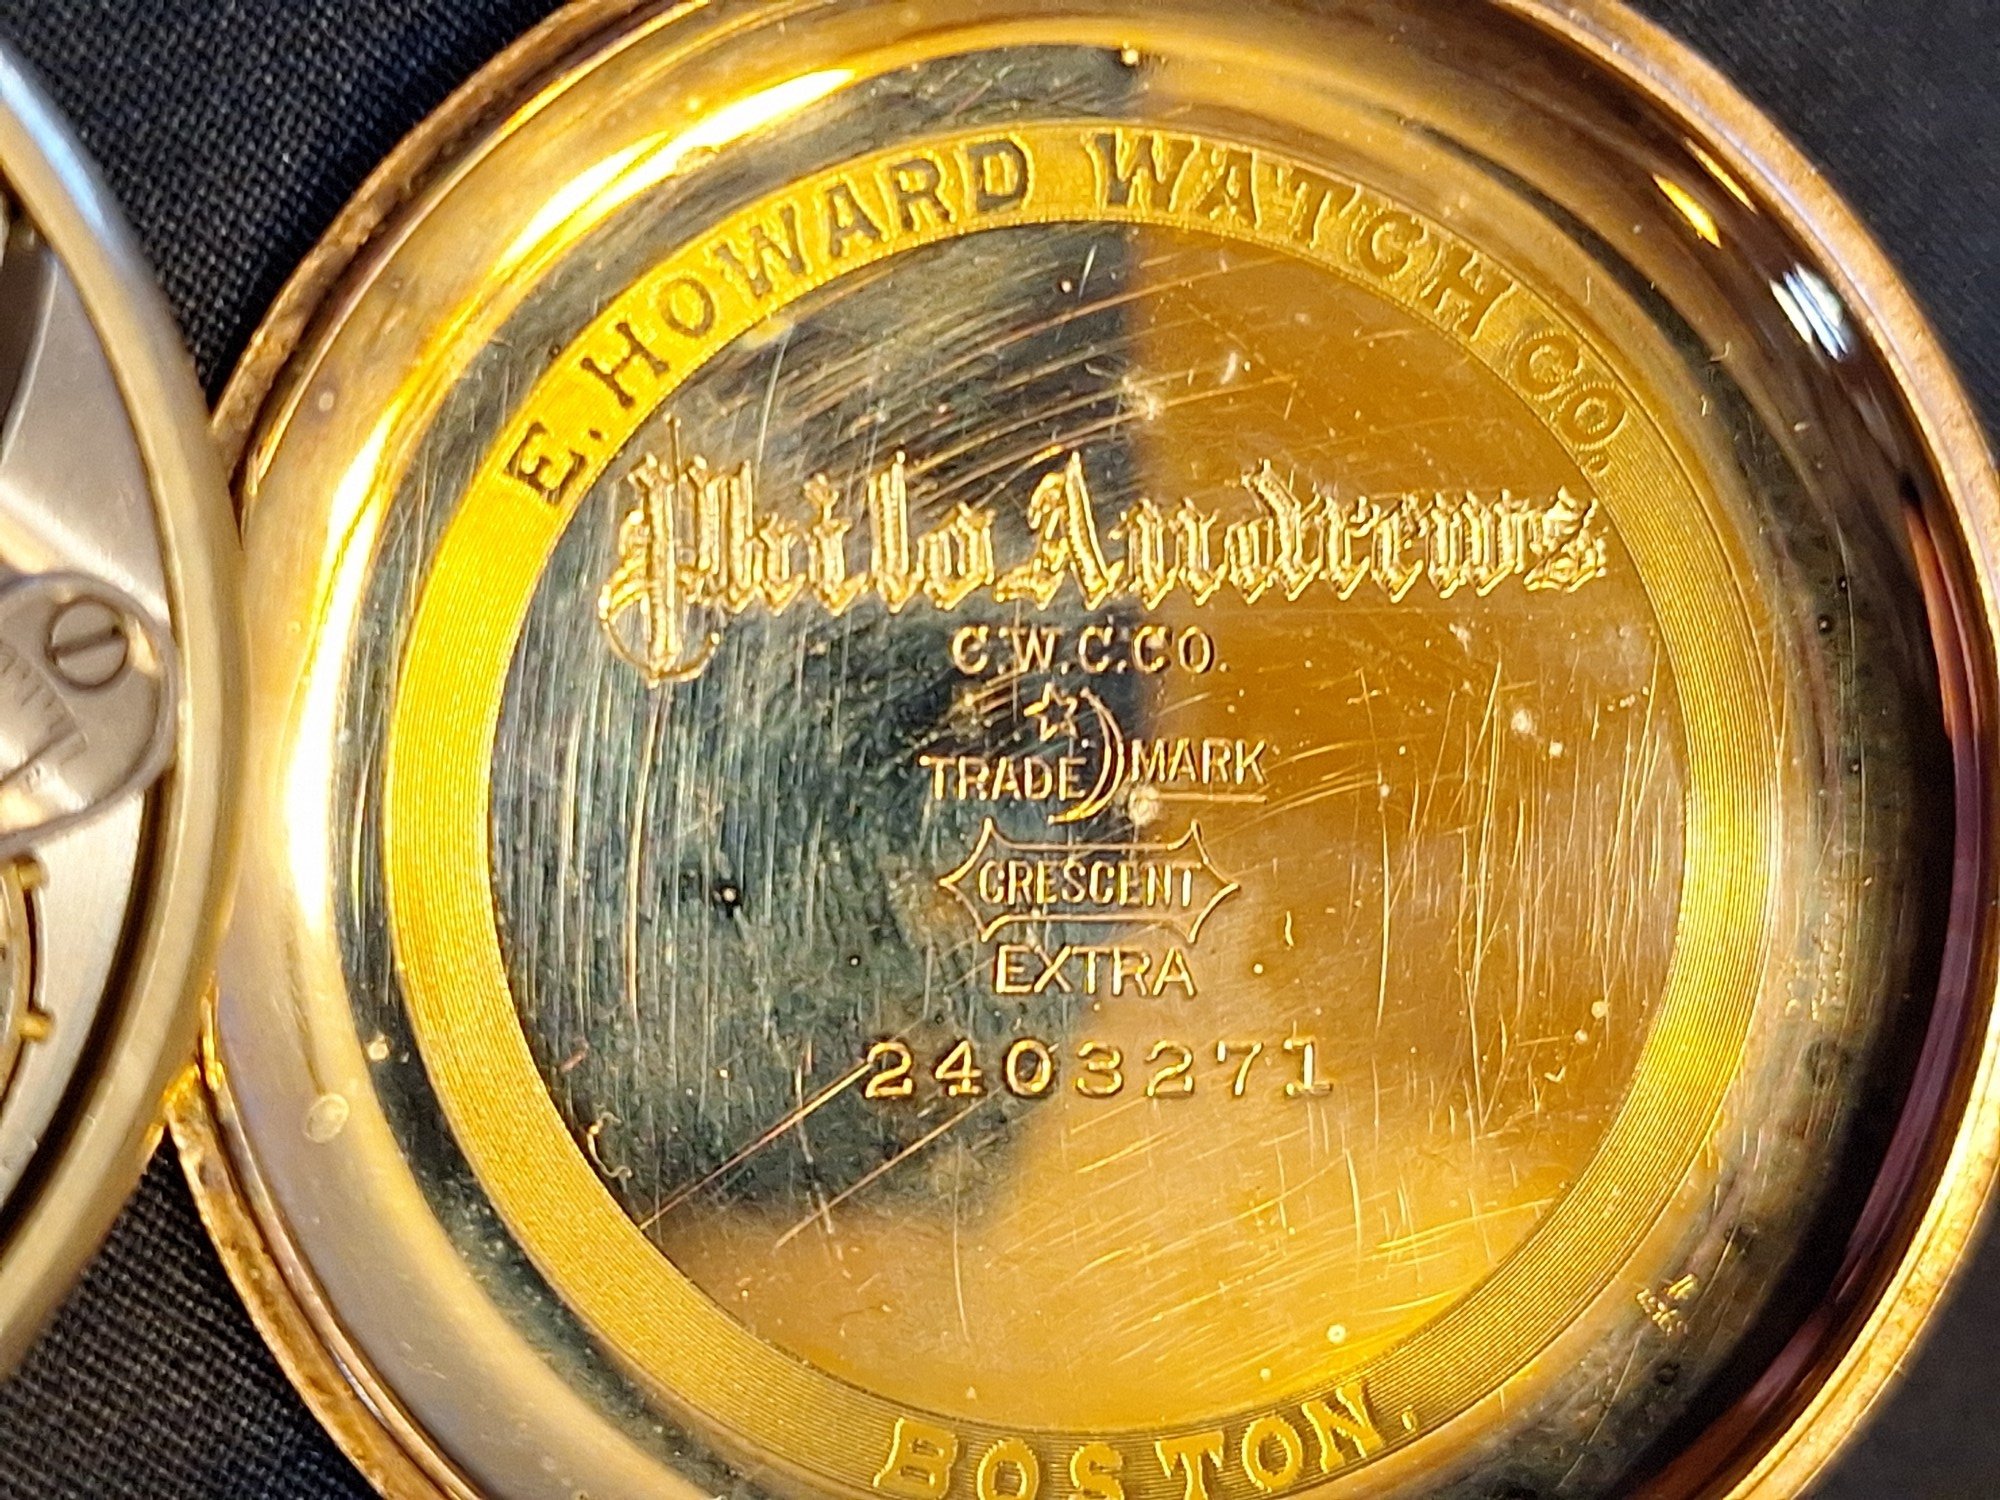 E. HOWARD WATCH CO.
Philo Andrews
C.W.C.CO.
TRADE MARK
CRESCENT
EXTRA
2403271
BOSTON.